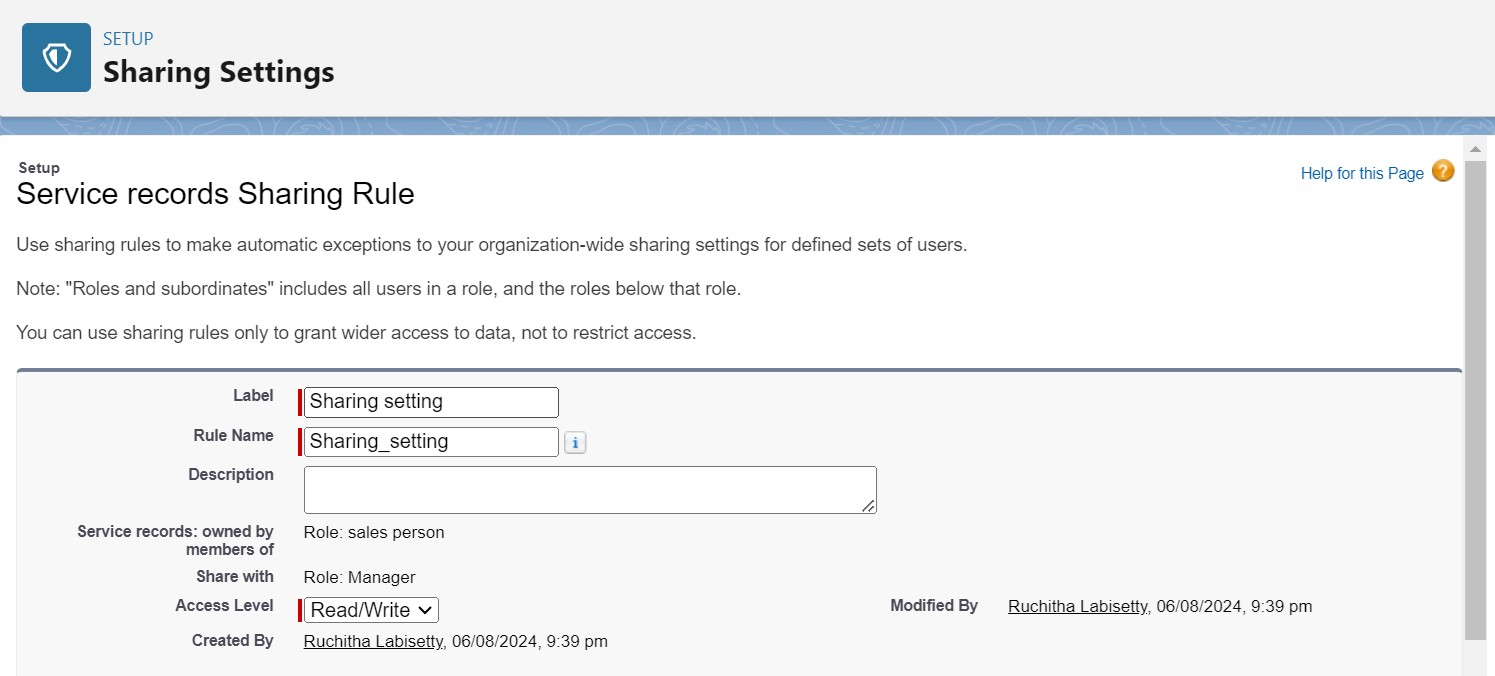 SETUP
Sharing Settings
Setup
Service records Sharing Rule
Help for this Page ?
Use sharing rules to make automatic exceptions to your organization-wide sharing settings for defined sets of users.
Note: "Roles and subordinates" includes all users in a role, and the roles below that role.
You can use sharing rules only to grant wider access to data, not to restrict access.
Label Sharing setting
Rule Name Sharing_setting i
Description
Service records: owned by Role: sales person
members of
Share with Role: Manager
Access Level Read/Write Modified By Ruchitha Labisetty, 06/08/2024, 9:39 pm
Created By Ruchitha Labisetty, 06/08/2024, 9:39 pm